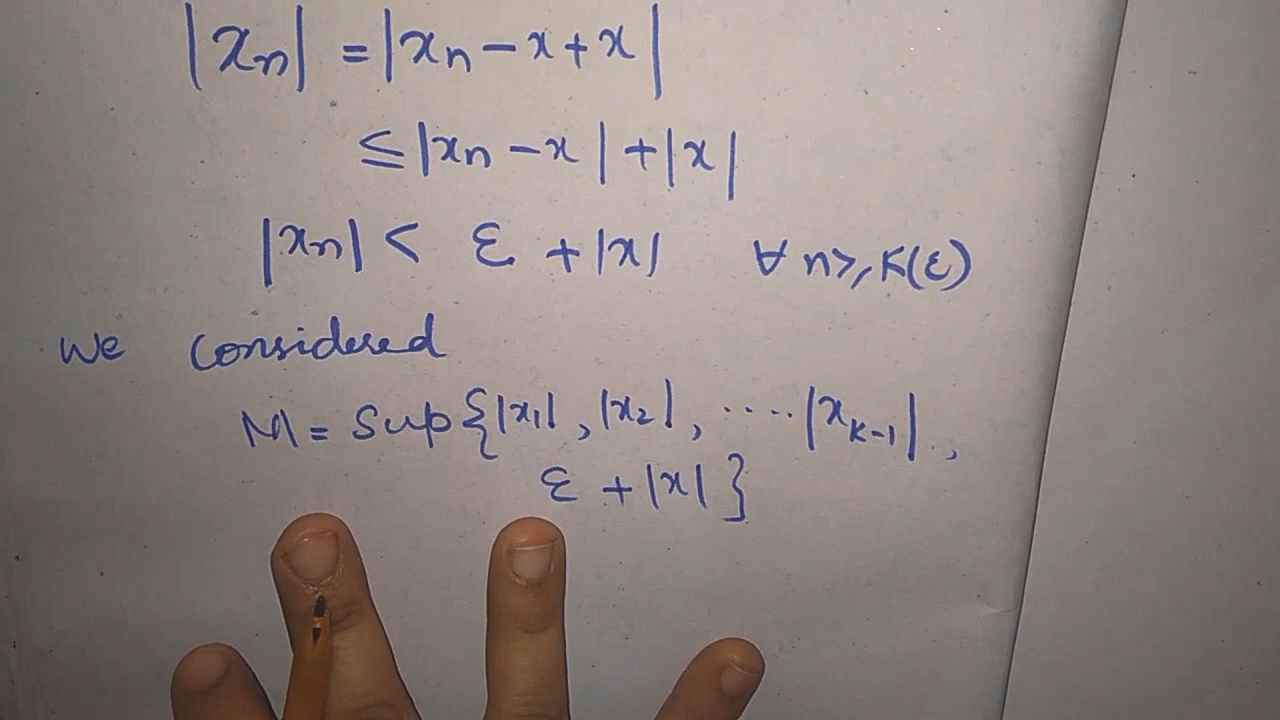 |xn| = |xn − x + x|
≤ |xn − x| + |x|
|xn| < ε + |x| ∀ n ≥ K(ε)
We considered
M = Sup {|x1|, |x2|, ..... |xK-1|,
ε + |x| }